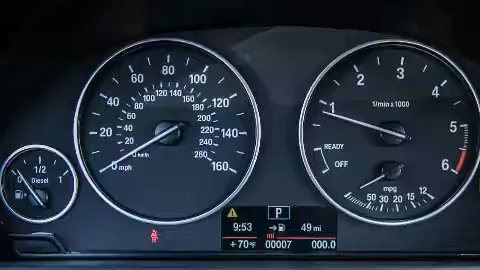 0 1/2 1
Diesel
0 20 40 60 80 100 120 140 160
mph
0 20 40 60 80 100 120 140 160 180 200 220 240 260
km/h
1 2 3 4 5 6
1/min x1000
READY
OFF
50 30 20 15 12
mpg
P
9:53 49 mi
mi
+70°F 00007 000.0